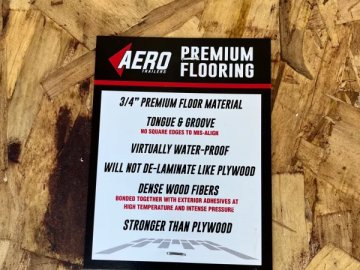 AERO
TRAILERS
PREMIUM
FLOORING
3/4" PREMIUM FLOOR MATERIAL
TONGUE & GROOVE
NO SQUARE EDGES TO MIS-ALIGN
VIRTUALLY WATER-PROOF
WILL NOT DE-LAMINATE LIKE PLYWOOD
DENSE WOOD FIBERS
BONDED TOGETHER WITH EXTERIOR ADHESIVES AT
HIGH TEMPERATURE AND INTENSE PRESSURE
STRONGER THAN PLYWOOD